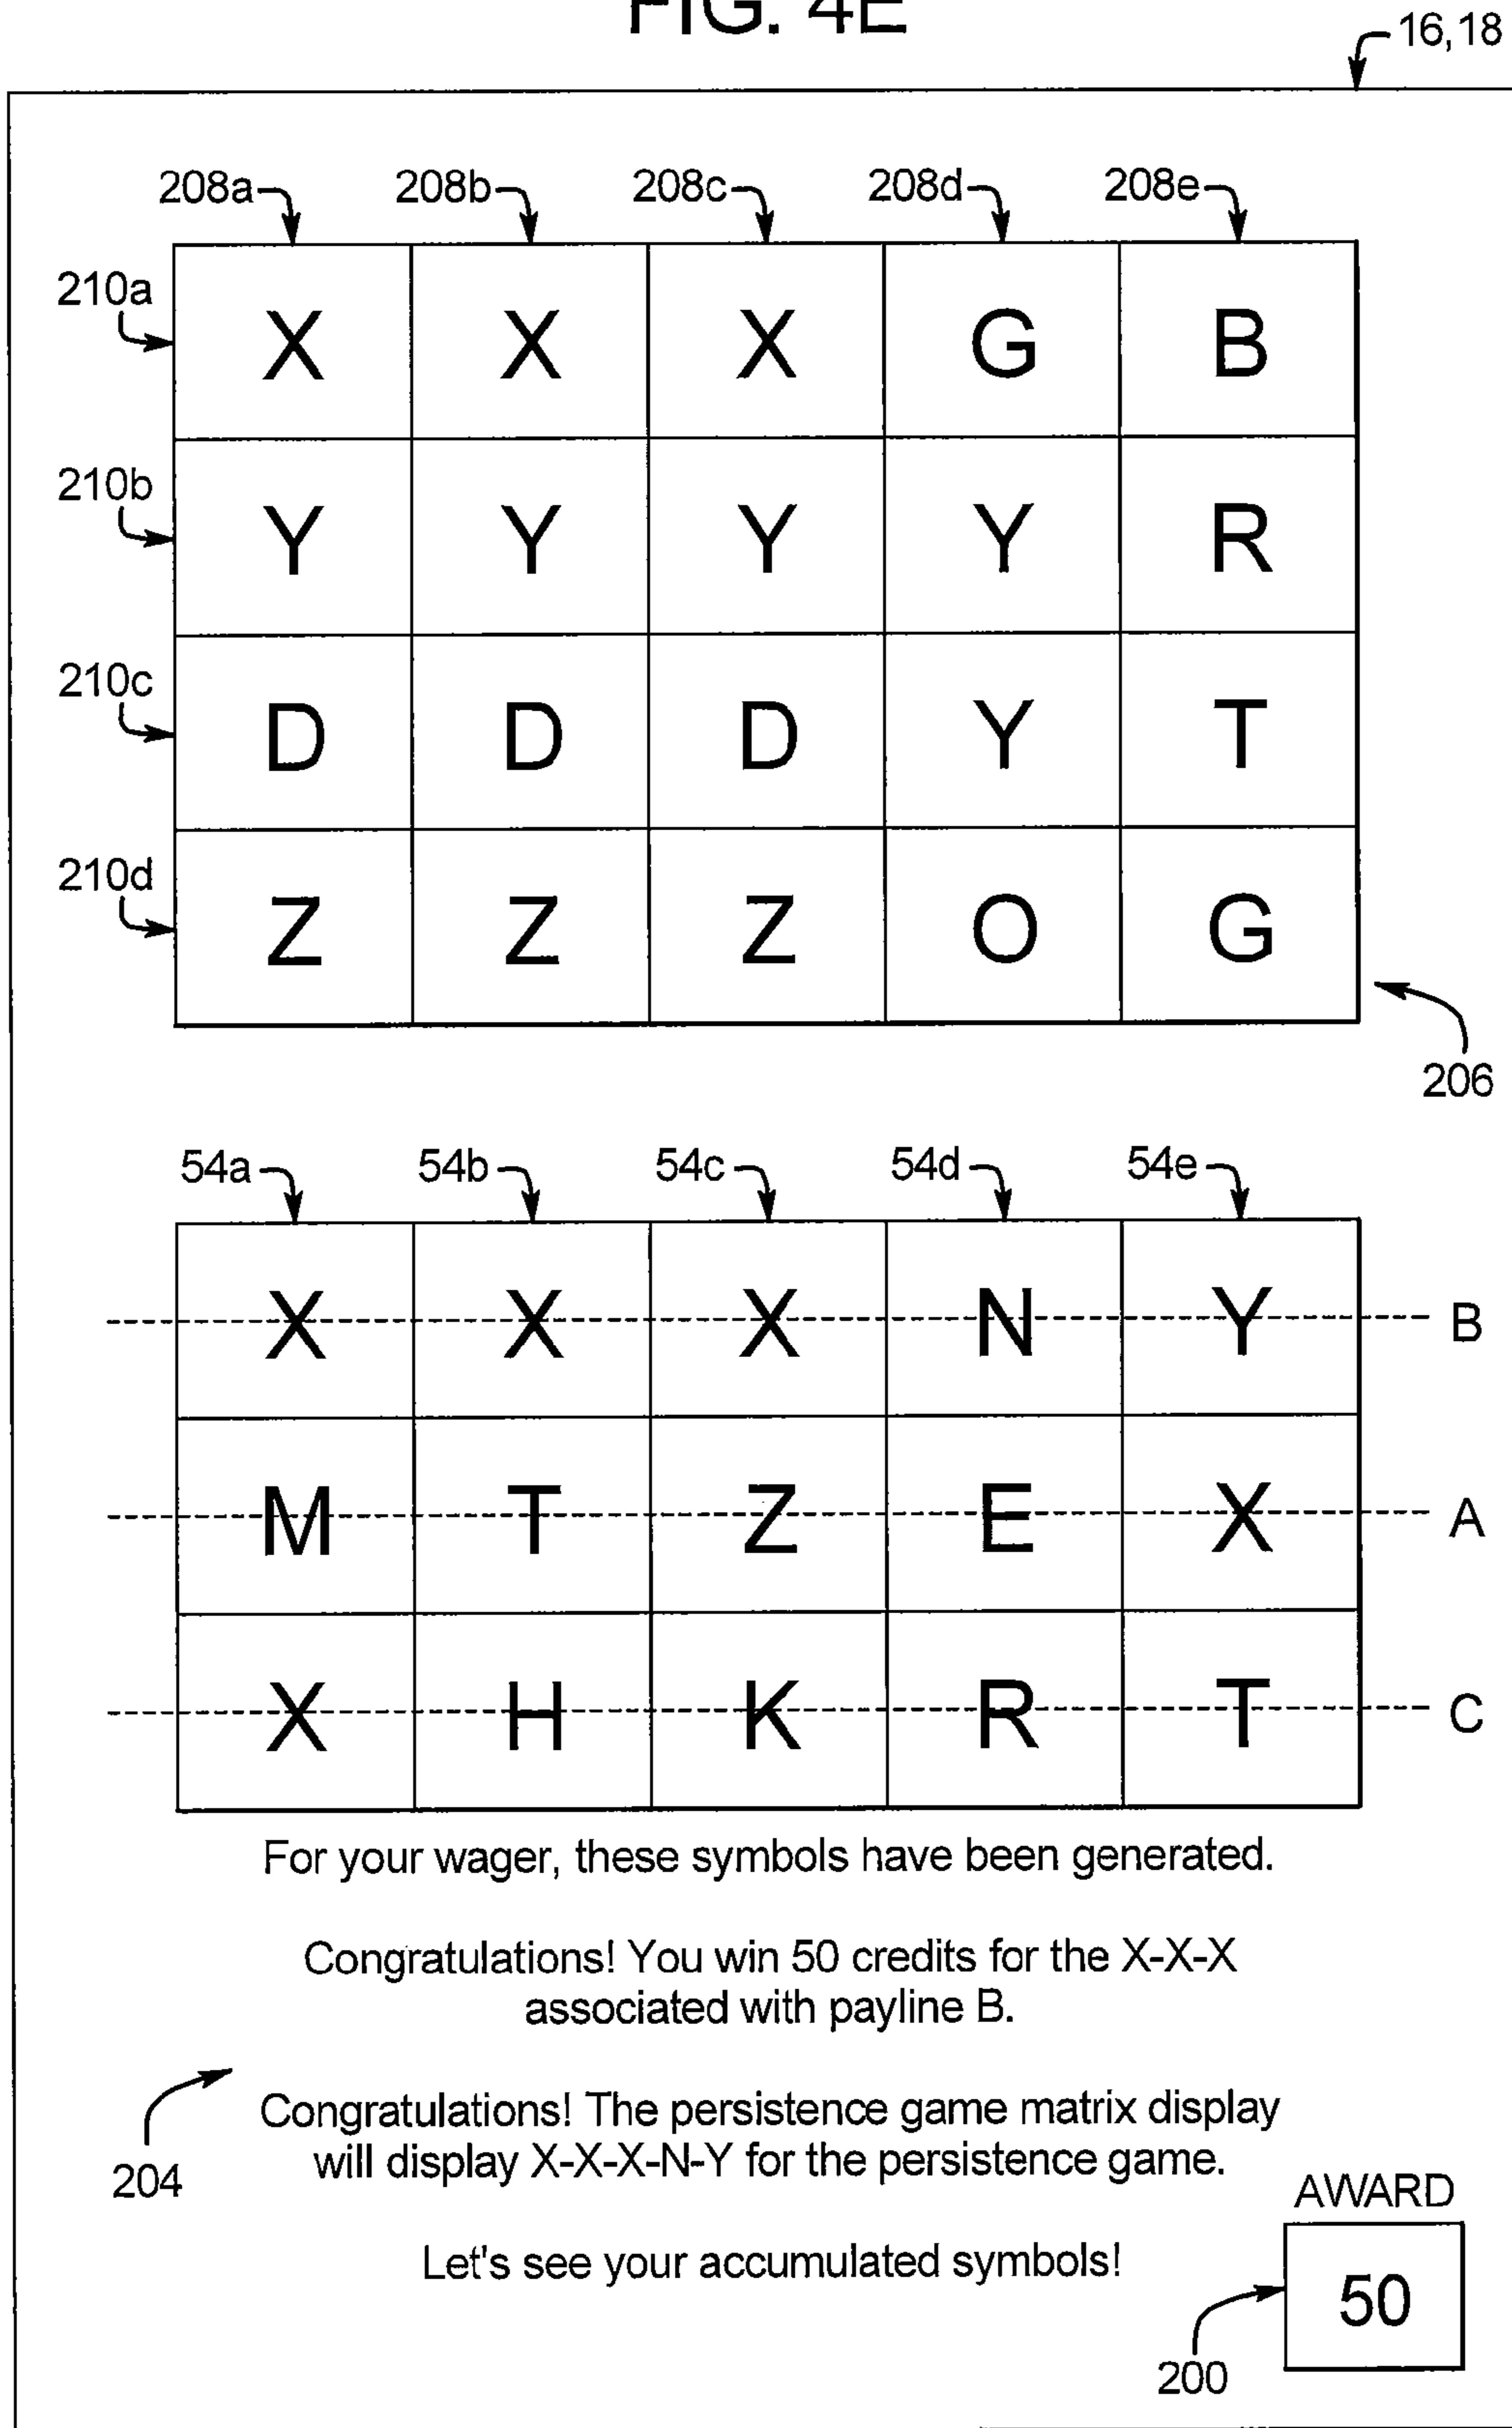 FIG. 4E
16,18
208a 208b 208c 208d 208e
210a X X X G B
210b Y Y Y Y R
210c D D D Y T
210d Z Z Z O G
206
54a 54b 54c 54d 54e
X X X N Y B
M T Z E X A
X H K R T C
For your wager, these symbols have been generated.
Congratulations! You win 50 credits for the X-X-X
associated with payline B.
Congratulations! The persistence game matrix display
will display X-X-X-N-Y for the persistence game.
204
Let's see your accumulated symbols!
AWARD
50
200